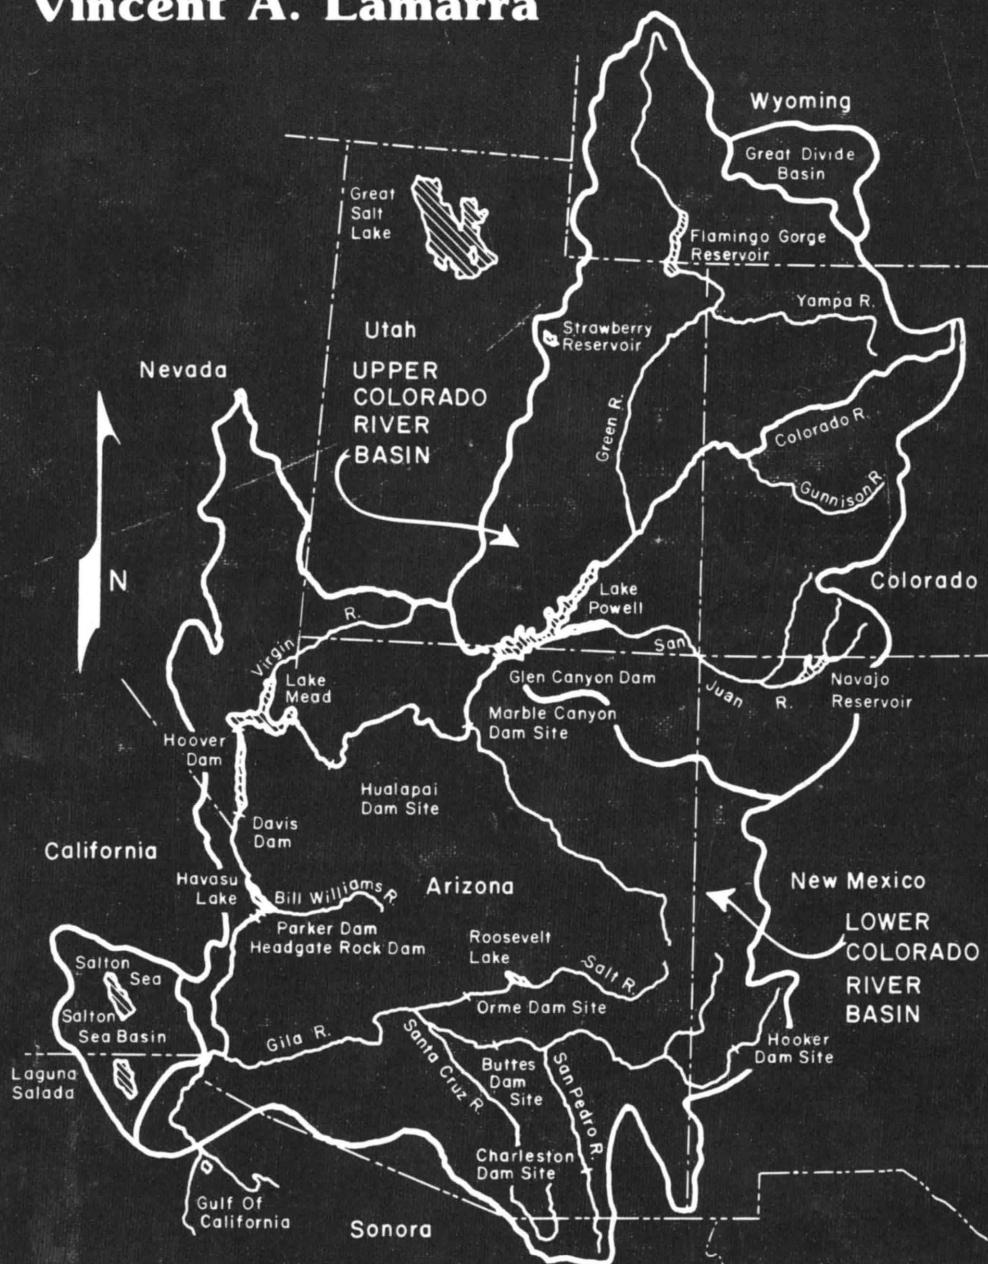 Vincent A. Lamarra
Wyoming
Great Divide
Basin
Great
Salt
Lake
Flamingo Gorge
Reservoir
Yampa R.
Utah
Strawberry
Reservoir
Nevada
UPPER
COLORADO
RIVER
BASIN
Green R.
Colorado R.
Gunnison R.
N
Colorado
Lake
Powell
Virgin R.
San Juan R.
Lake
Mead
Glen Canyon Dam
Navajo
Reservoir
Marble Canyon
Dam Site
Hoover
Dam
Hualapai
Dam Site
Davis
Dam
California
Havasu
Lake
Bill Williams R.
Arizona
New Mexico
Parker Dam
Headgate Rock Dam
LOWER
COLORADO
RIVER
BASIN
Roosevelt
Lake
Salt R.
Salton
Sea
Orme Dam Site
Salton
Sea Basin
Gila R.
Hooker
Dam Site
Laguna
Salada
Santa Cruz R.
Buttes
Dam
Site
San Pedro R.
Charleston
Dam Site
Gulf Of
California
Sonora